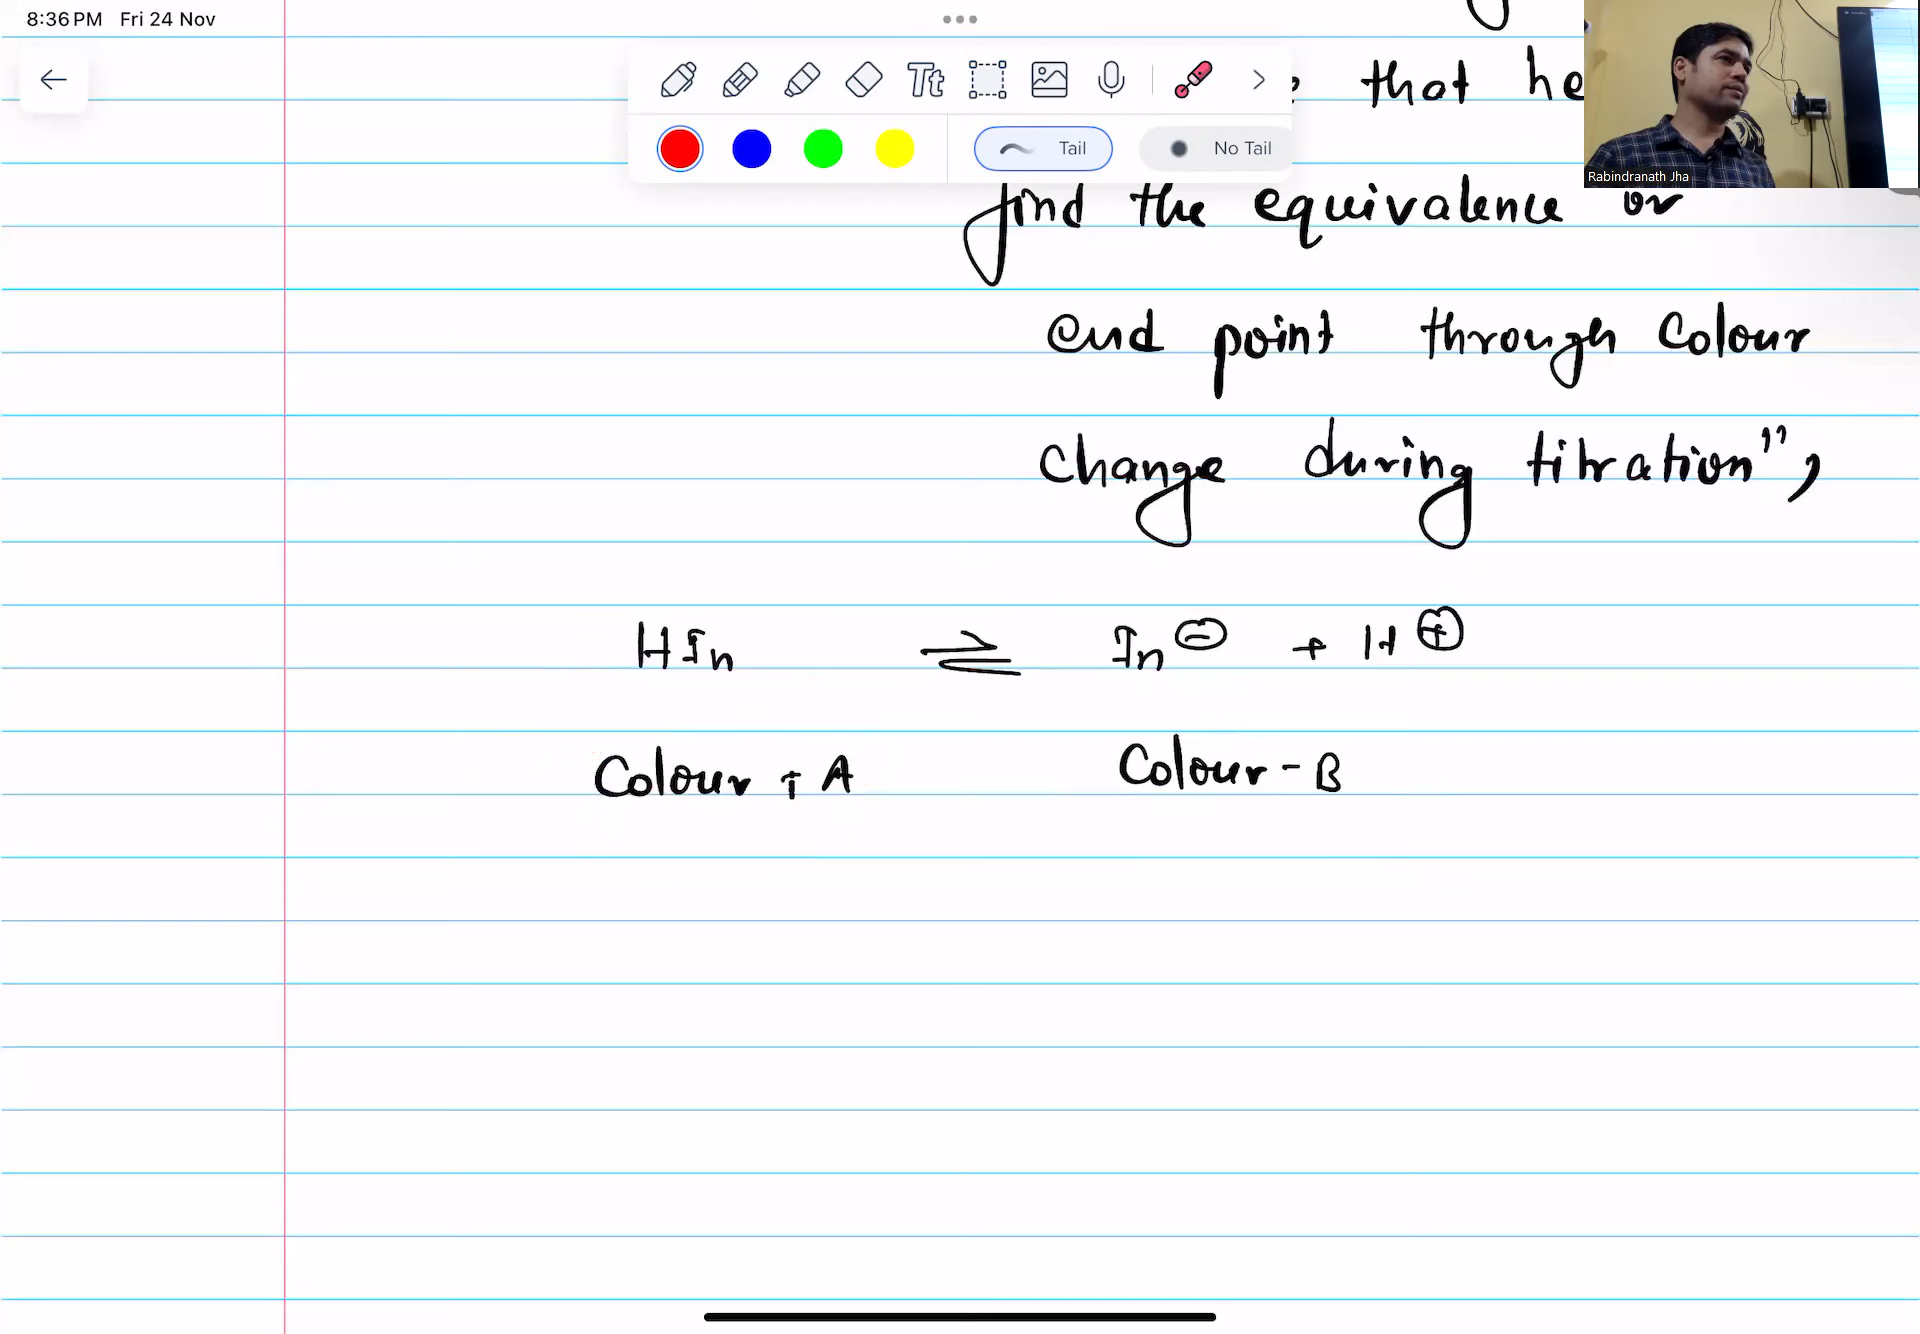 8:36 PM Fri 24 Nov
that he
Tt
Tail
No Tail
Rabindranath Jha
find the equivalence or
end point through Colour
change during titration",
HIn ⇌ In⊖ + H⊕
Colour - A Colour - B